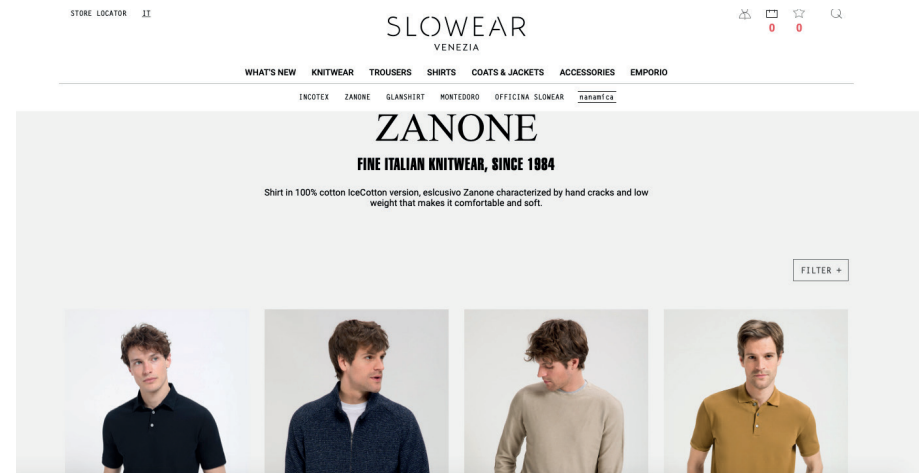 STORE LOCATOR IT
SLOWEAR
VENEZIA
0 0
WHAT'S NEW KNITWEAR TROUSERS SHIRTS COATS & JACKETS ACCESSORIES EMPORIO
INCOTEX ZANONE GLANSHIRT MONTEDORO OFFICINA SLOWEAR nanamíca
ZANONE
FINE ITALIAN KNITWEAR, SINCE 1984
Shirt in 100% cotton IceCotton version, eslcusivo Zanone characterized by hand cracks and low
weight that makes it comfortable and soft.
FILTER +